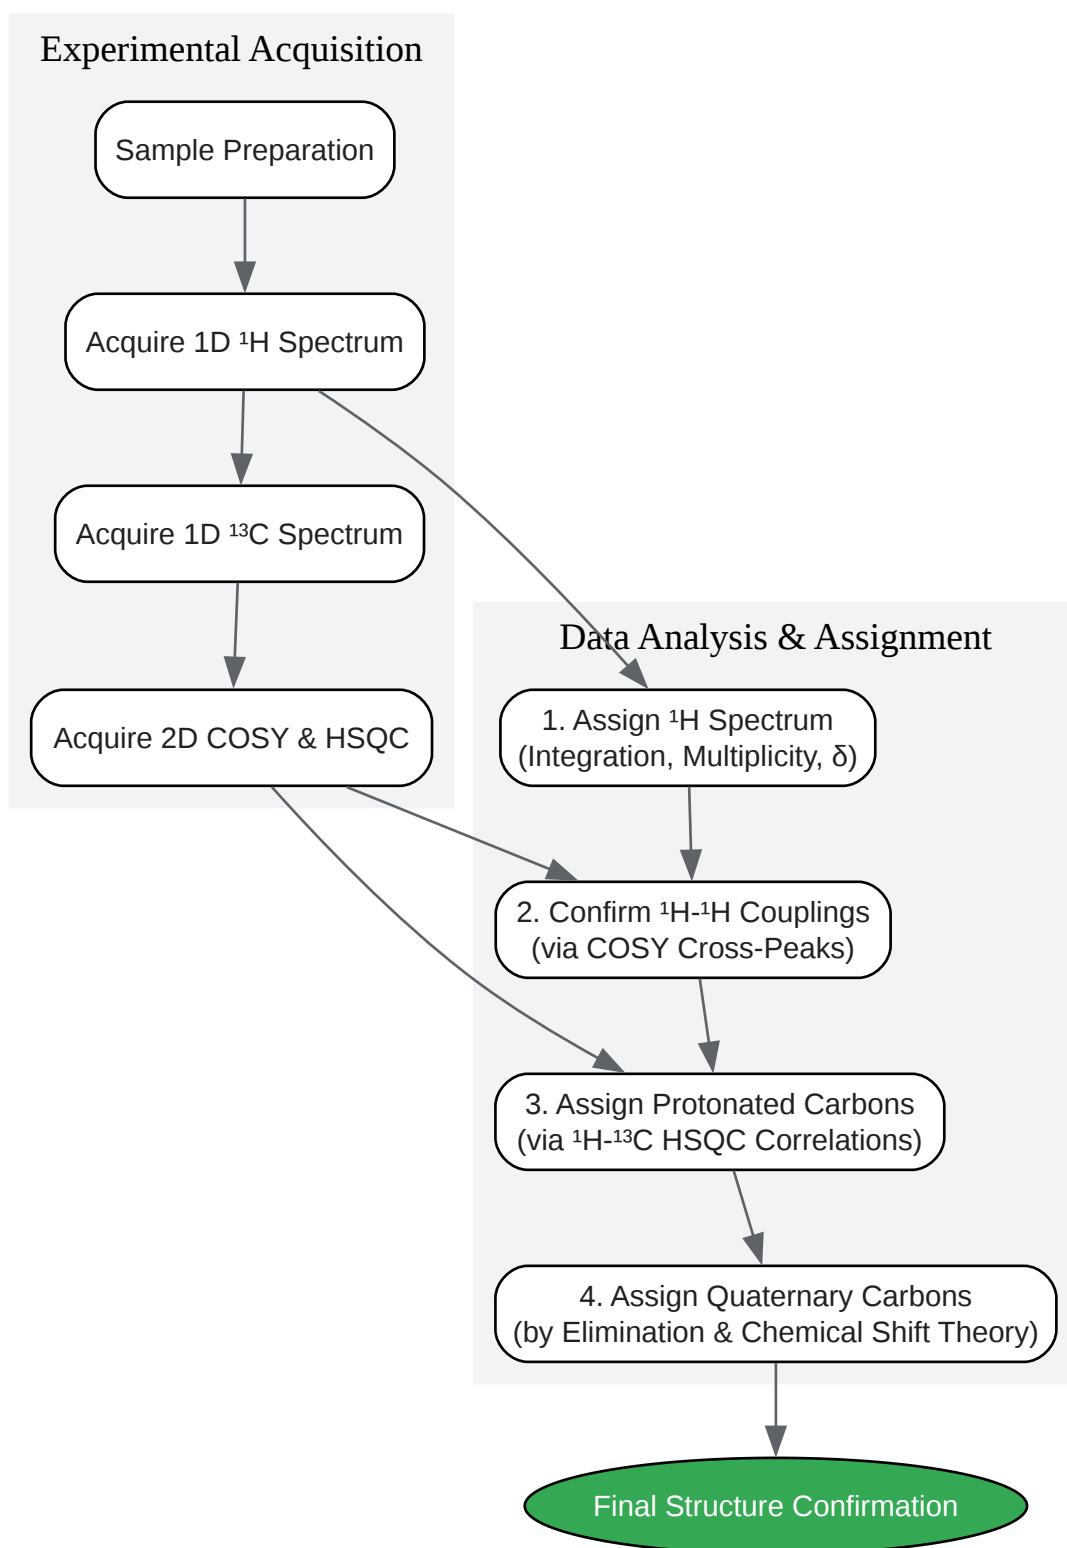 Experimental Acquisition
Sample Preparation
Acquire 1D ¹H Spectrum
Acquire 1D ¹³C Spectrum
Acquire 2D COSY & HSQC
Data Analysis & Assignment
1. Assign ¹H Spectrum
(Integration, Multiplicity, δ)
2. Confirm ¹H-¹H Couplings
(via COSY Cross-Peaks)
3. Assign Protonated Carbons
(via ¹H-¹³C HSQC Correlations)
4. Assign Quaternary Carbons
(by Elimination & Chemical Shift Theory)
Final Structure Confirmation